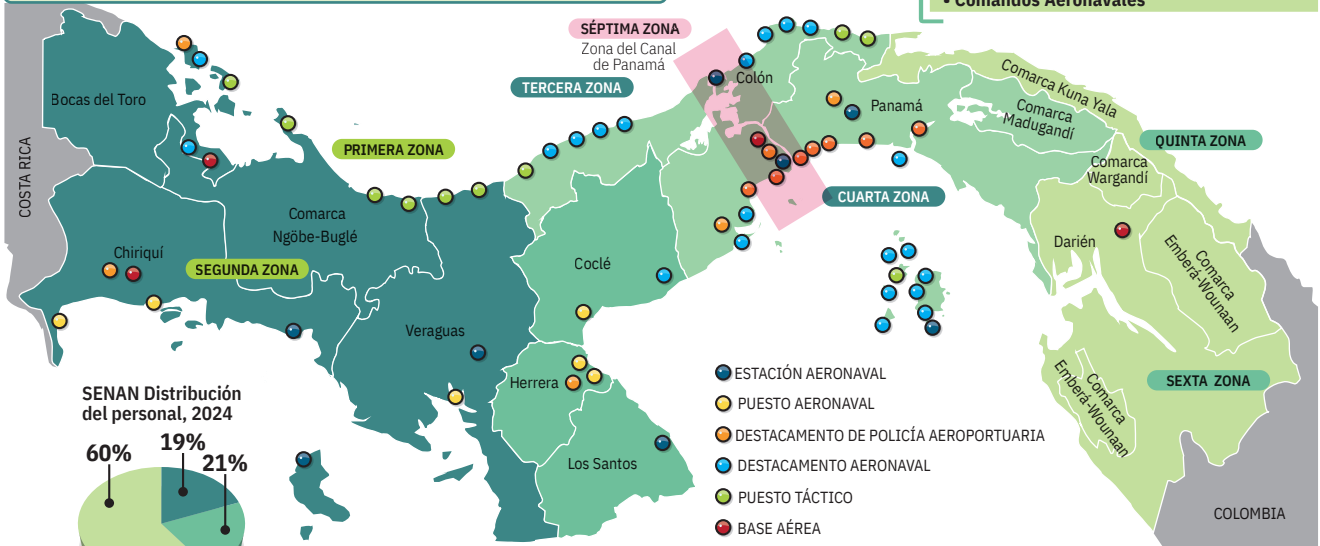 • Comandos Aeronavales
SÉPTIMA ZONA
Zona del Canal
de Panamá
TERCERA ZONA
Colón
Bocas del Toro
Panamá
Comarca Kuna Yala
Comarca
Madugandí
QUINTA ZONA
PRIMERA ZONA
COSTA RICA
Comarca
Wargandí
CUARTA ZONA
Comarca
Ngöbe-Buglé
Chiriquí
SEGUNDA ZONA
Coclé
Darién
Comarca
Emberá-Wounaan
Veraguas
Herrera
Los Santos
Comarca
Emberá-Wounaan
SEXTA ZONA
COLOMBIA
ESTACIÓN AERONAVAL
PUESTO AERONAVAL
DESTACAMENTO DE POLICÍA AEROPORTUARIA
DESTACAMENTO AERONAVAL
PUESTO TÁCTICO
BASE AÉREA
SENAN Distribución
del personal, 2024
60%
19%
21%